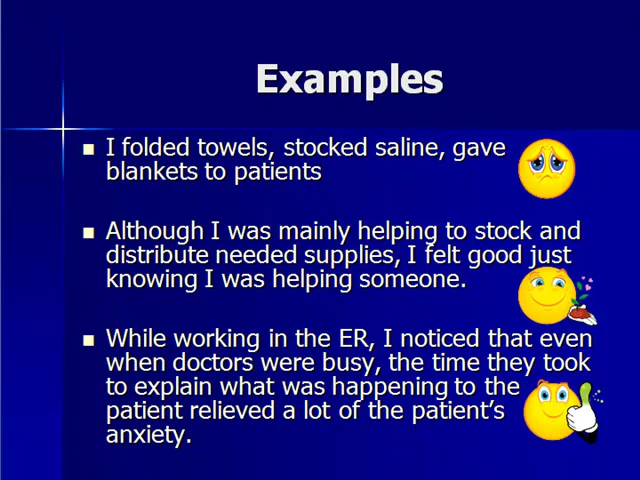 Examples
I folded towels, stocked saline, gave
blankets to patients
Although I was mainly helping to stock and
distribute needed supplies, I felt good just
knowing I was helping someone.
While working in the ER, I noticed that even
when doctors were busy, the time they took
to explain what was happening to the
patient relieved a lot of the patient's
anxiety.